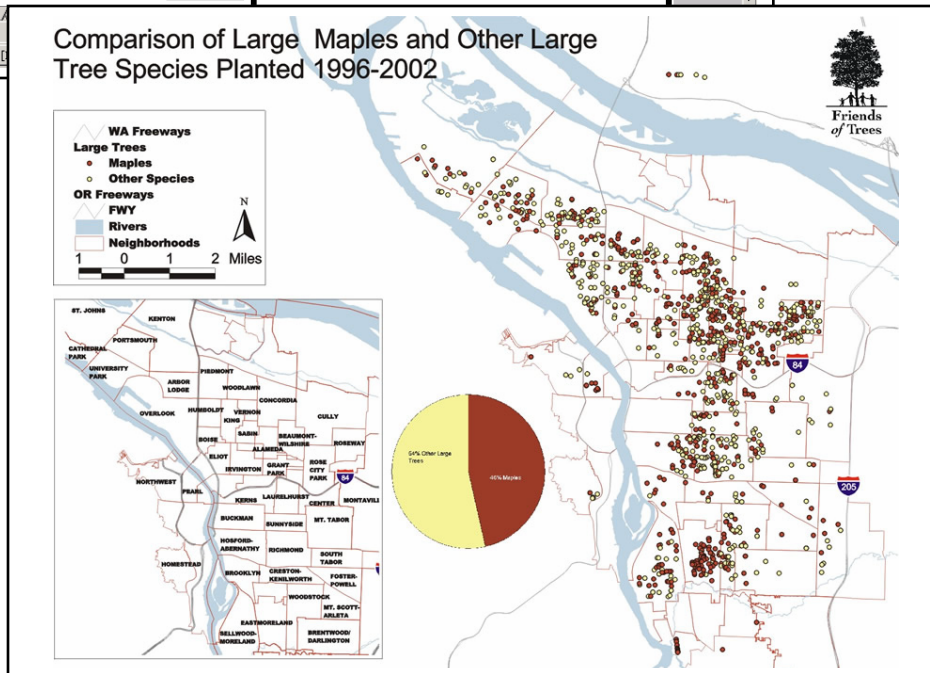 Comparison of Large Maples and Other Large
Tree Species Planted 1996-2002
Friends
of Trees
WA Freeways
Large Trees
Maples
Other Species
OR Freeways
FWY
Rivers
Neighborhoods
N
1 0 1 2 Miles
ST. JOHNS
KENTON
PORTSMOUTH
CATHEDRAL
PARK
UNIVERSITY
PARK
PIEDMONT
ARBOR
LODGE
WOODLAWN
CONCORDIA
OVERLOOK
HUMBOLDT
VERNON
KING
CULLY
SABIN
BOISE
BEAUMONT-
WILSHIRE
ROSEWAY
ALAMEDA
ELIOT
IRVINGTON
GRANT
PARK
ROSE
CITY
PARK
84
NORTHWEST
PEARL
KERNS
LAURELHURST
CENTER
MONTAVILL
BUCKMAN
SUNNYSIDE
MT. TABOR
HOSFORD-
ABERNATHY
RICHMOND
SOUTH
TABOR
HOMESTEAD
BROOKLYN
CRESTON-
KENILWORTH
FOSTER-
POWELL
WOODSTOCK
MT. SCOTT-
ARLETA
EASTMORELAND
SELLWOOD-
MORELAND
BRENTWOOD/
DARLINGTON
54% Other Large
Trees
46% Maples
84
205